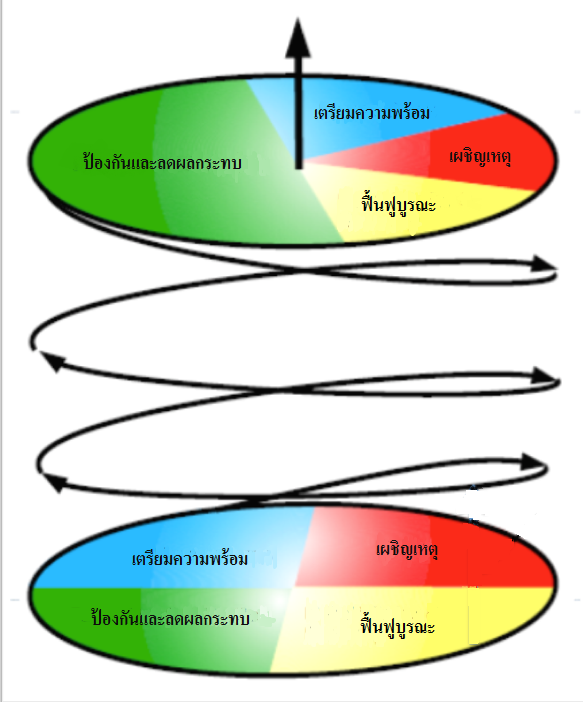 เตรียมความพร้อม
เผชิญเหตุ
ป้องกันและลดผลกระทบ
ฟื้นฟูบูรณะ
เผชิญเหตุ
เตรียมความพร้อม
ป้องกันและลดผลกระทบ
ฟื้นฟูบูรณะ